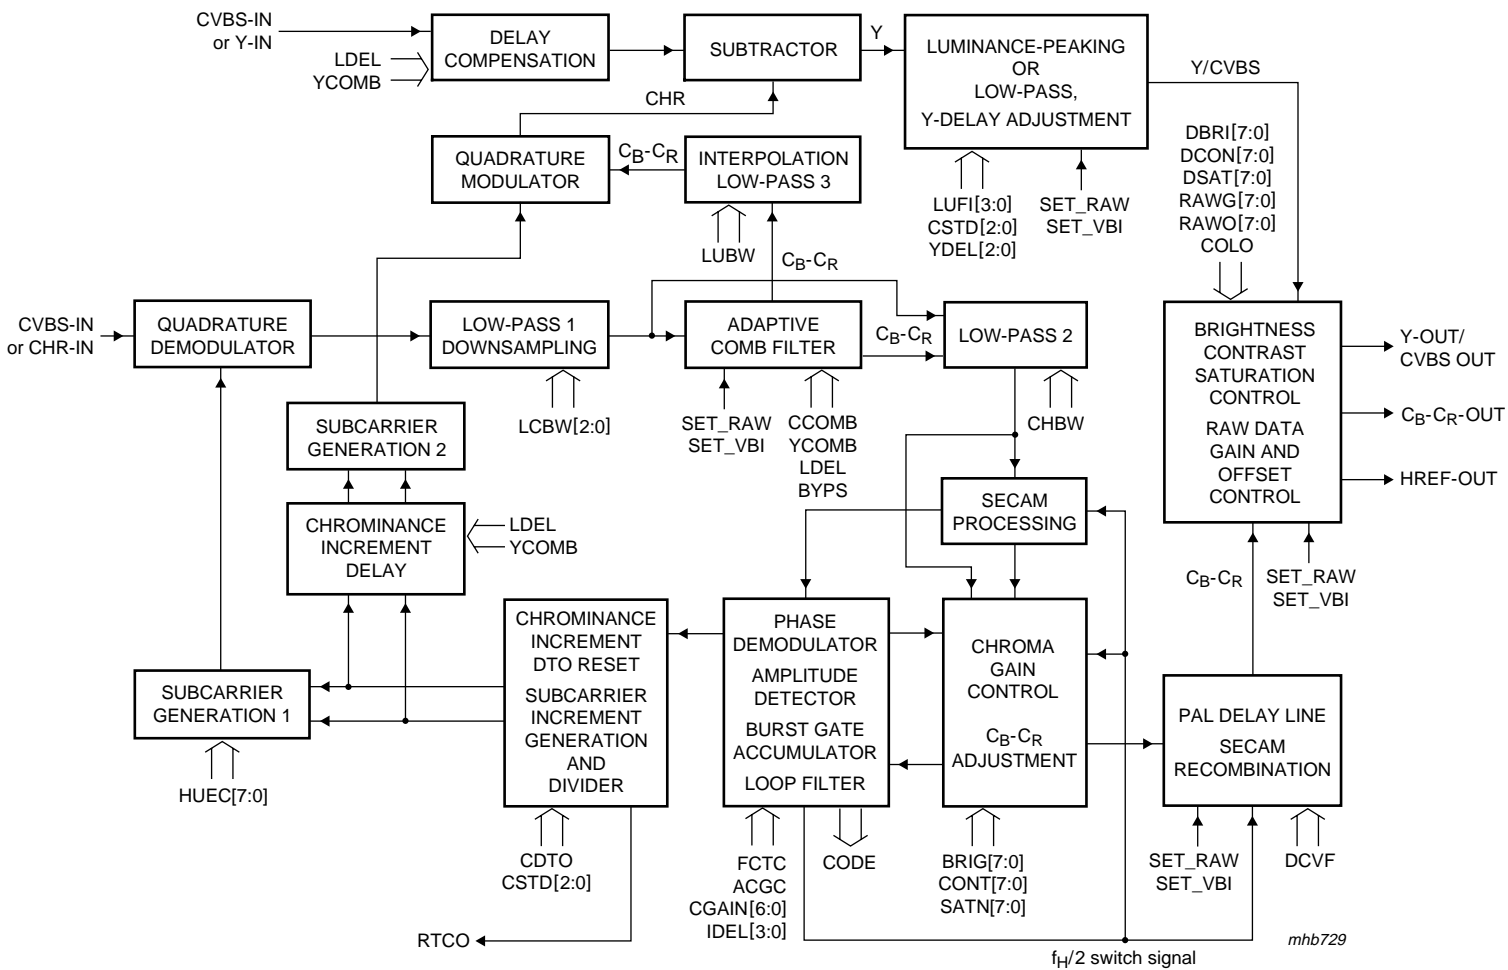 CVBS-IN
or Y-IN
LDEL
YCOMB
DELAY
COMPENSATION
SUBTRACTOR
Y
LUMINANCE-PEAKING
OR
LOW-PASS,
Y-DELAY ADJUSTMENT
Y/CVBS
CHR
QUADRATURE
MODULATOR
CB-CR
INTERPOLATION
LOW-PASS 3
LUBW
LUFI[3:0]
CSTD[2:0]
YDEL[2:0]
SET_RAW
SET_VBI
DBRI[7:0]
DCON[7:0]
DSAT[7:0]
RAWG[7:0]
RAWO[7:0]
COLO
CB-CR
CVBS-IN
or CHR-IN
QUADRATURE
DEMODULATOR
LOW-PASS 1
DOWNSAMPLING
LCBW[2:0]
ADAPTIVE
COMB FILTER
CB-CR
LOW-PASS 2
CHBW
SET_RAW
SET_VBI
CCOMB
YCOMB
LDEL
BYPS
BRIGHTNESS
CONTRAST
SATURATION
CONTROL
RAW DATA
GAIN AND
OFFSET
CONTROL
Y-OUT/
CVBS OUT
CB-CR-OUT
HREF-OUT
SUBCARRIER
GENERATION 2
CHROMINANCE
INCREMENT
DELAY
LDEL
YCOMB
SECAM
PROCESSING
CB-CR
SET_RAW
SET_VBI
SUBCARRIER
GENERATION 1
HUEC[7:0]
CHROMINANCE
INCREMENT
DTO RESET
SUBCARRIER
INCREMENT
GENERATION
AND
DIVIDER
CDTO
CSTD[2:0]
RTCO
PHASE
DEMODULATOR
AMPLITUDE
DETECTOR
BURST GATE
ACCUMULATOR
LOOP FILTER
FCTC
ACGC
CGAIN[6:0]
IDEL[3:0]
CODE
CHROMA
GAIN
CONTROL
CB-CR
ADJUSTMENT
BRIG[7:0]
CONT[7:0]
SATN[7:0]
PAL DELAY LINE
SECAM
RECOMBINATION
SET_RAW
SET_VBI
DCVF
fH/2 switch signal
mhb729